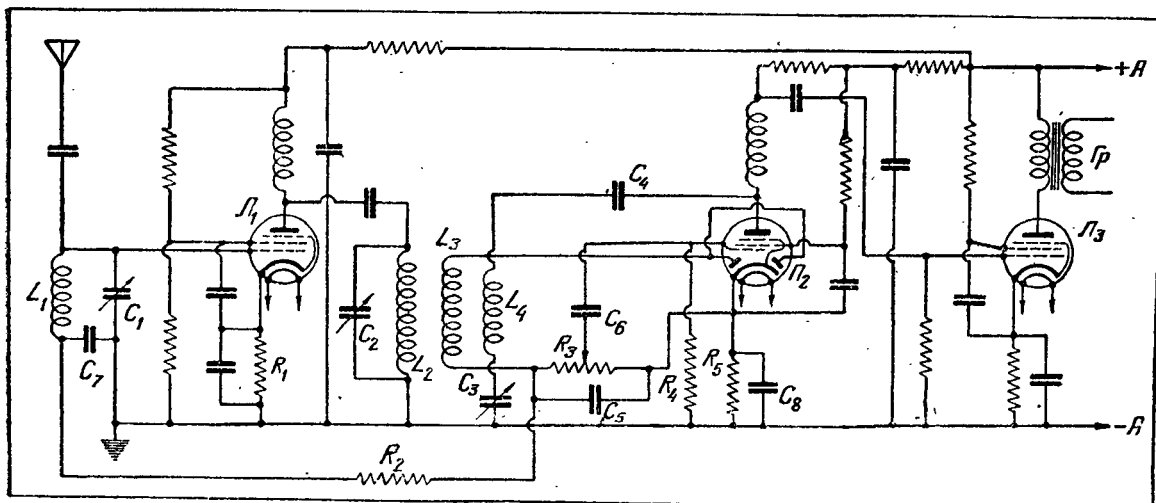 +А
Гр
C₄
Л₁
L₃
Л₂
Л₃
L₁
C₁
C₂
L₄
C₆
C₇
R₁
L₂
R₃
C₃
C₅
R₄
R₅
C₈
-А
R₂